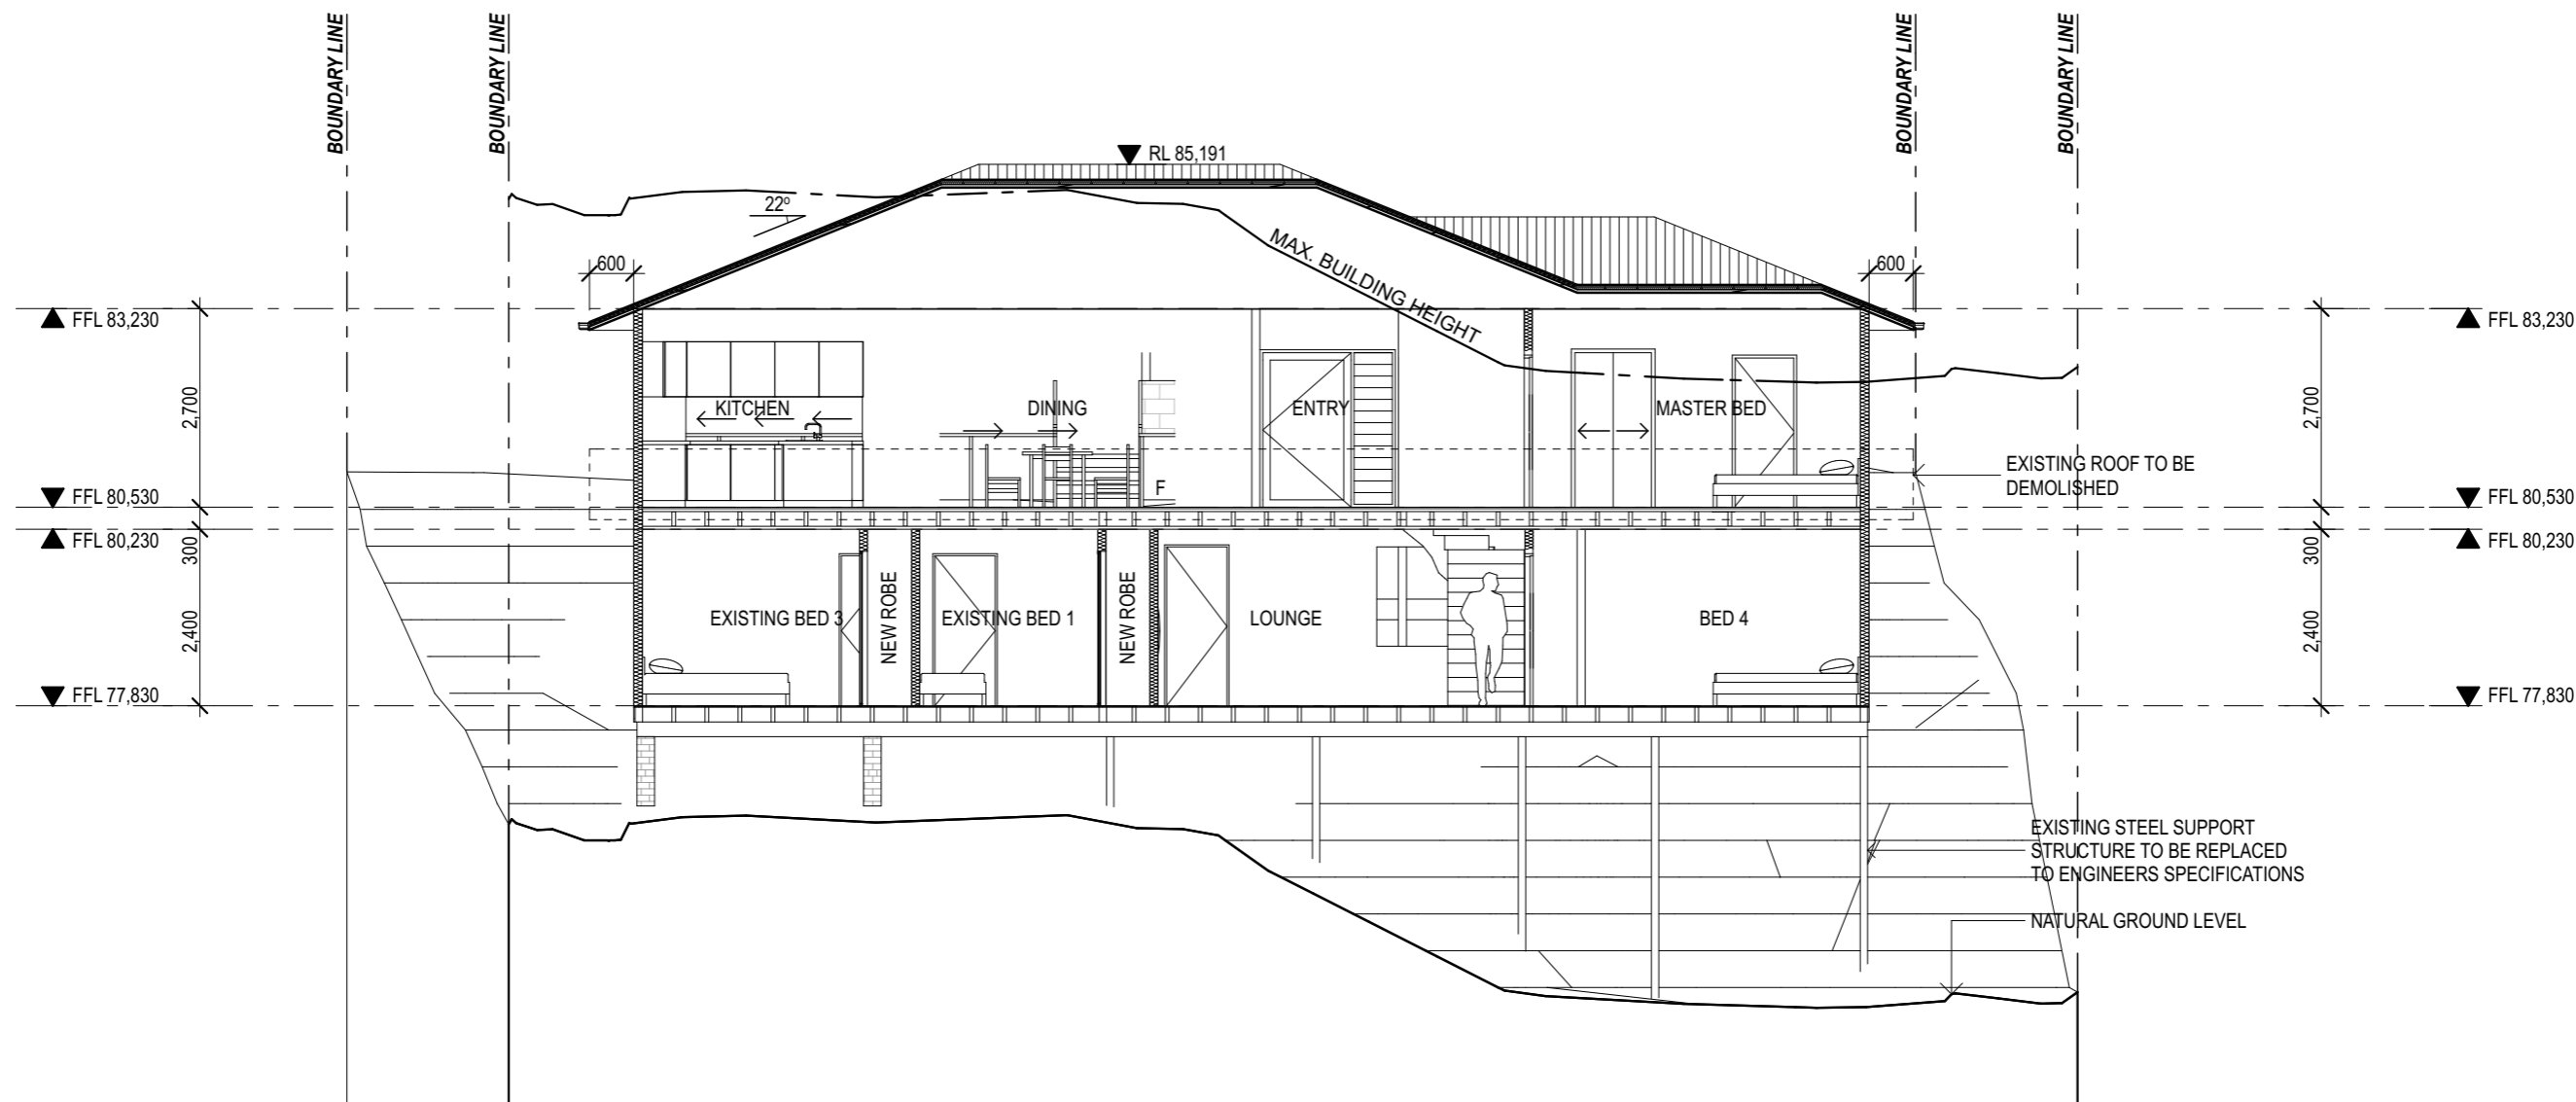 BOUNDARY LINE
BOUNDARY LINE
BOUNDARY LINE
BOUNDARY LINE
RL 85,191
22°
MAX. BUILDING HEIGHT
600
600
FFL 83,230
FFL 83,230
2,700
2,700
KITCHEN
DINING
ENTRY
MASTER BED
EXISTING ROOF TO BE
DEMOLISHED
F
FFL 80,530
FFL 80,530
FFL 80,230
FFL 80,230
300
300
2,400
2,400
EXISTING BED 3
NEW ROBE
EXISTING BED 1
NEW ROBE
LOUNGE
BED 4
FFL 77,830
FFL 77,830
EXISTING STEEL SUPPORT
STRUCTURE TO BE REPLACED
TO ENGINEERS SPECIFICATIONS
NATURAL GROUND LEVEL